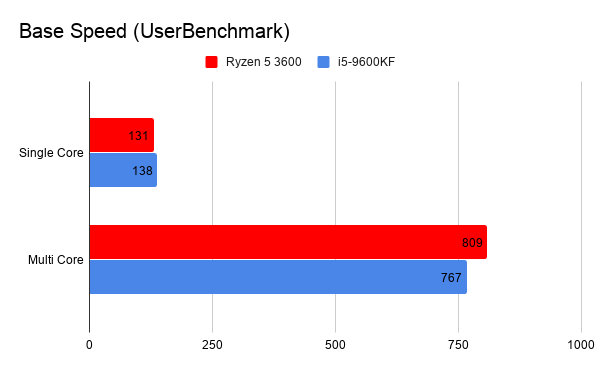 Base Speed (UserBenchmark)
Ryzen 5 3600 i5-9600KF
Single Core 131
138
Multi Core 809
767
0 250 500 750 1000